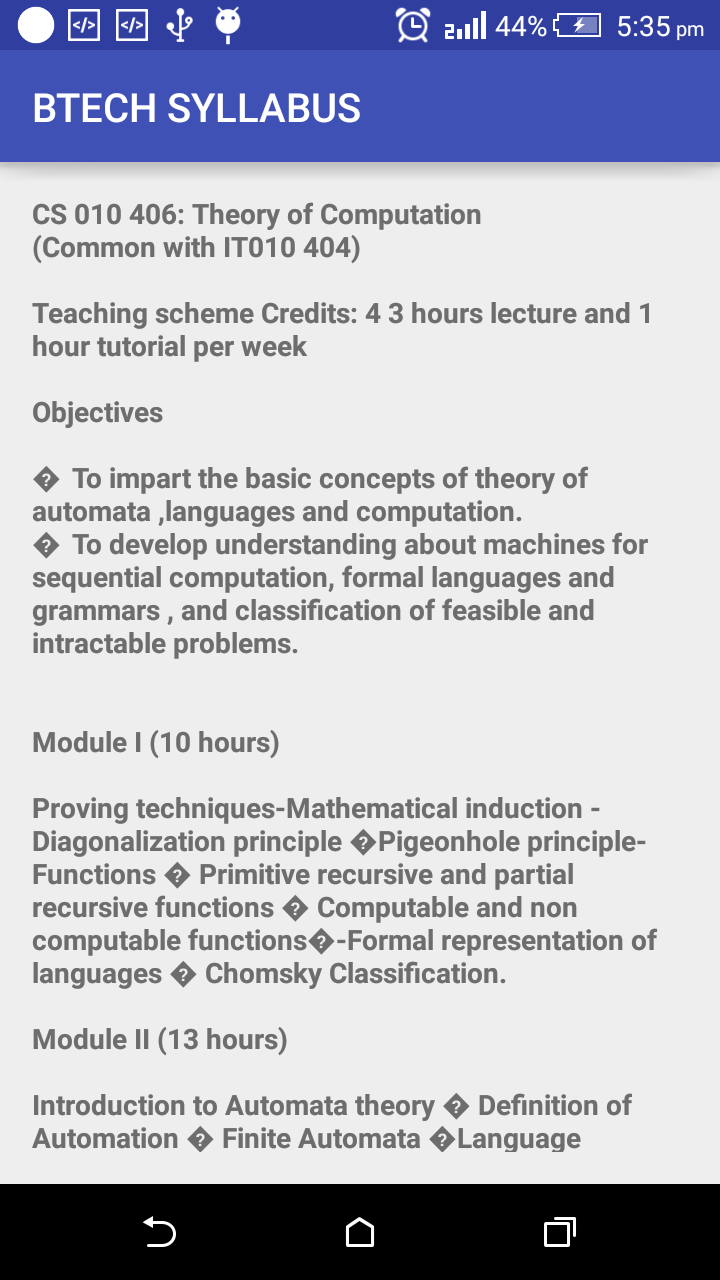 44% 5:35 pm
BTECH SYLLABUS
CS 010 406: Theory of Computation
(Common with IT010 404)
Teaching scheme Credits: 4 3 hours lecture and 1
hour tutorial per week
Objectives
� To impart the basic concepts of theory of
automata ,languages and computation.
� To develop understanding about machines for
sequential computation, formal languages and
grammars , and classification of feasible and
intractable problems.
Module I (10 hours)
Proving techniques-Mathematical induction -
Diagonalization principle �Pigeonhole principle-
Functions � Primitive recursive and partial
recursive functions � Computable and non
computable functions�-Formal representation of
languages � Chomsky Classification.
Module II (13 hours)
Introduction to Automata theory � Definition of
Automation � Finite Automata �Language